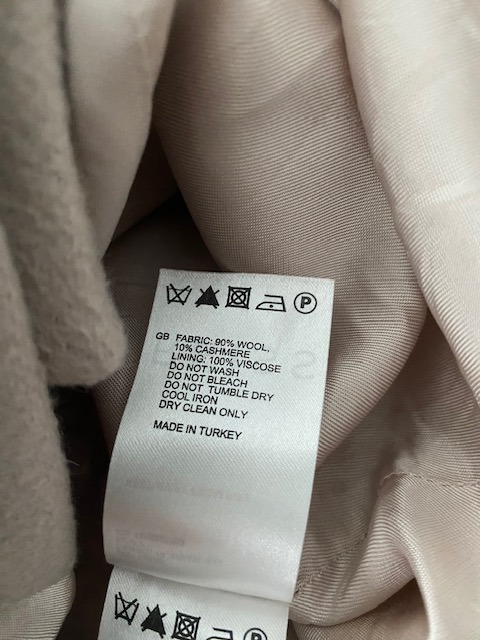 P
GB FABRIC: 90% WOOL,
10% CASHMERE
LINING: 100% VISCOSE
DO NOT WASH
DO NOT BLEACH
DO NOT TUMBLE DRY
COOL IRON
DRY CLEAN ONLY
MADE IN TURKEY
P